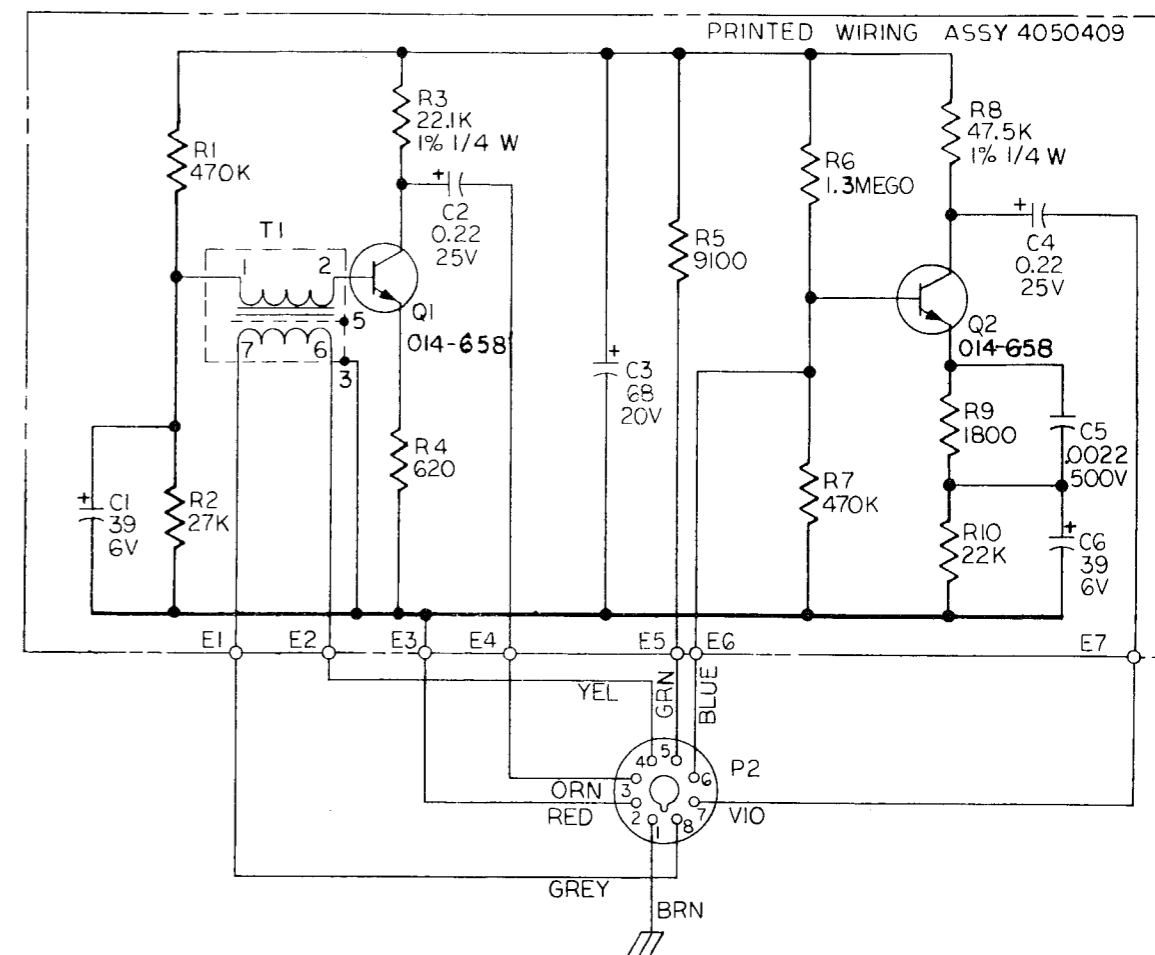 PRINTED WIRING ASSY 4050409
R1
470K
R3
22.1K
1% 1/4 W
R8
47.5K
1% 1/4 W
R6
1.3MEGO
+
C2
0.22
25V
T1
1
2
5
7
6
3
Q1
014-658
R5
9100
+
C4
0.22
25V
Q2
014-658
+
C3
68
20V
R4
620
R9
1800
C5
.0022
500V
+
C1
39
6V
R2
27K
R7
470K
R10
22K
+
C6
39
6V
E1
E2
E3
E4
E5
E6
E7
YEL
GRN
BLUE
4
5
3
6
2
7
1
8
P2
ORN
RED
VIO
GREY
BRN